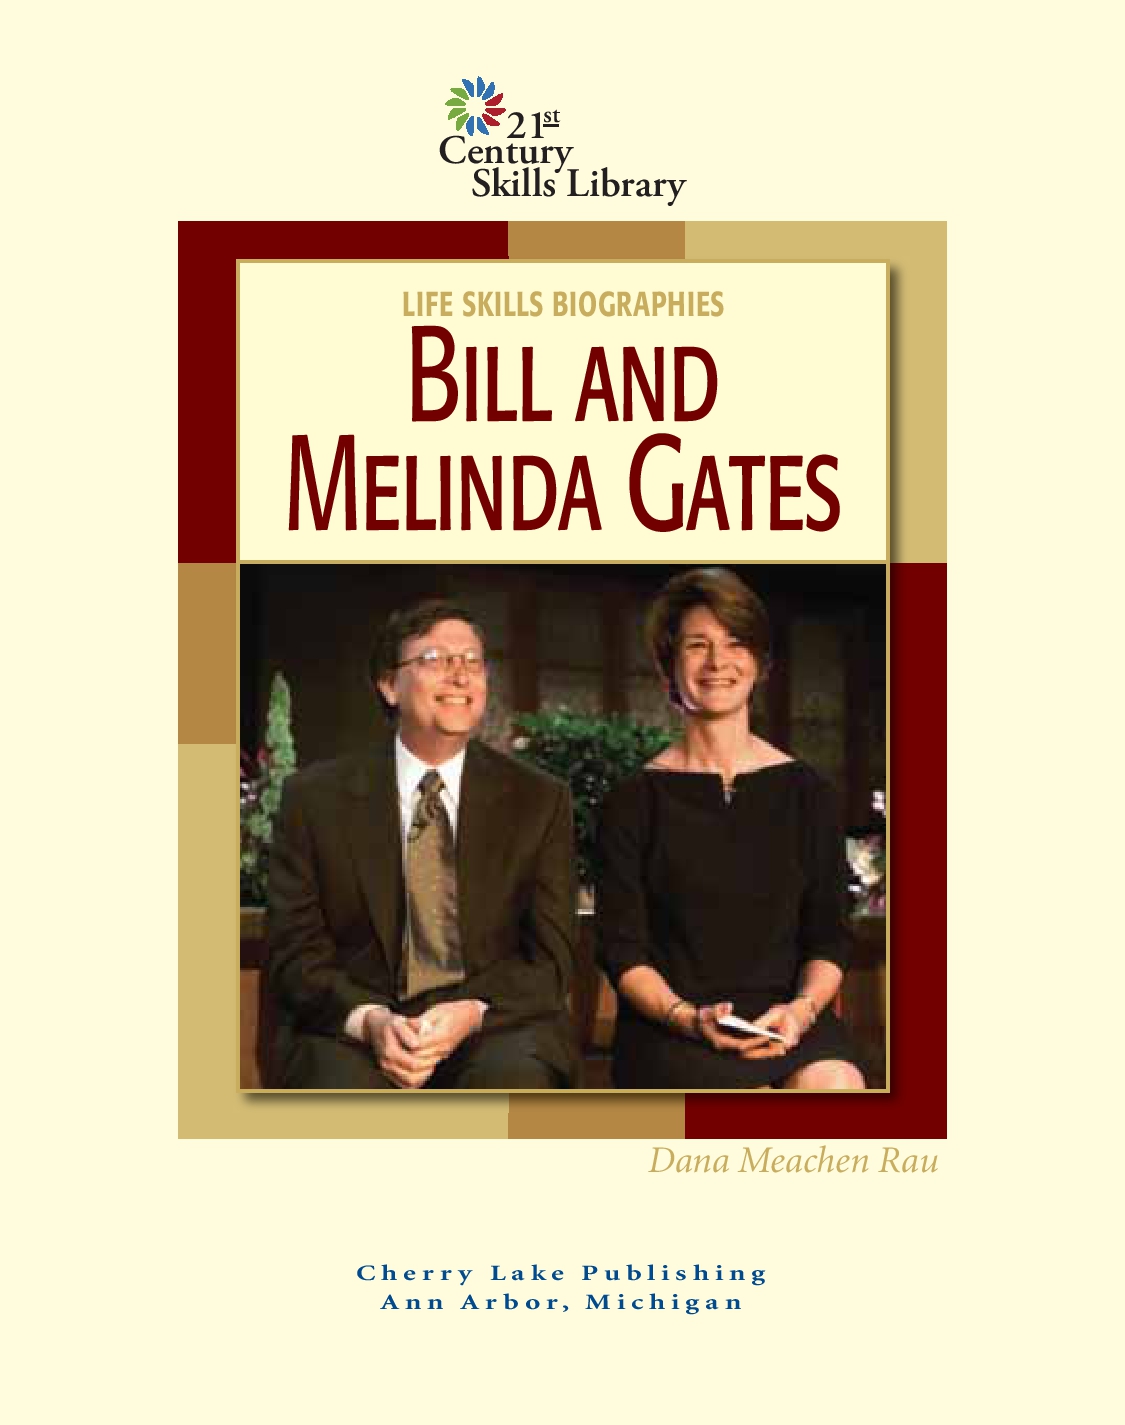 21st
Century
Skills Library
LIFE SKILLS BIOGRAPHIES
BILL AND
MELINDA GATES
Dana Meachen Rau
Cherry Lake Publishing
Ann Arbor, Michigan